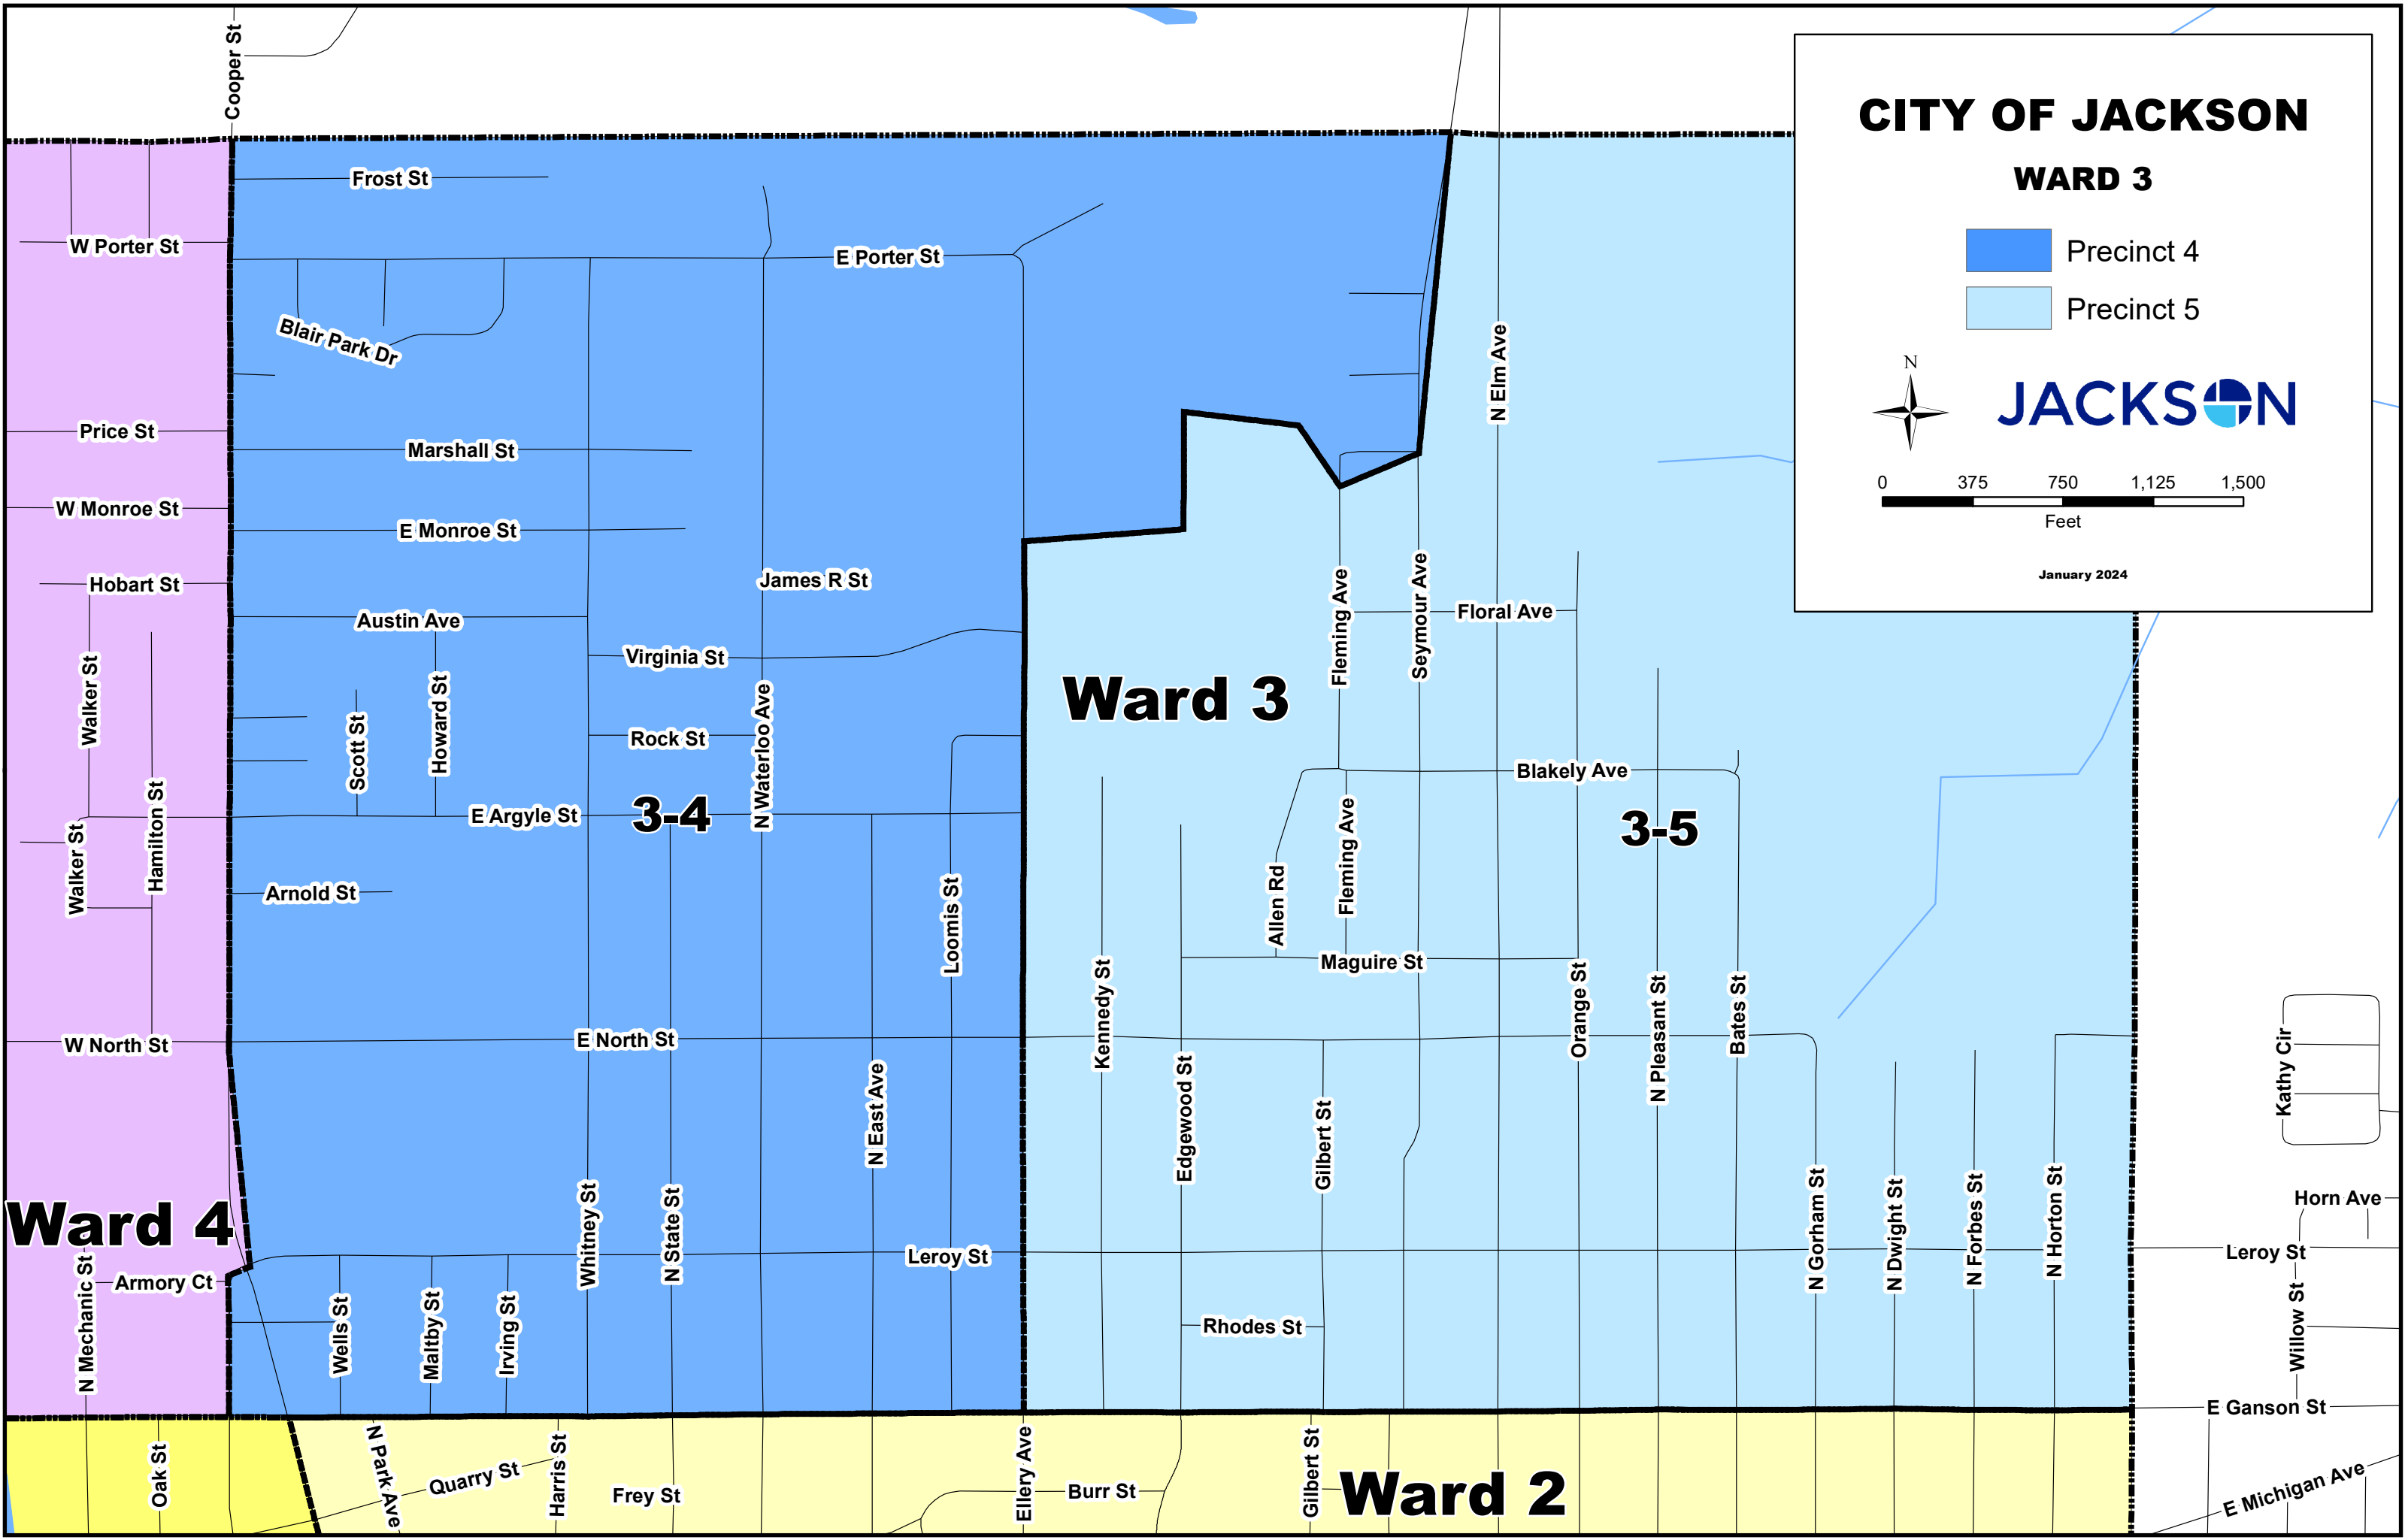 Cooper St
CITY OF JACKSON
WARD 3
Precinct 4
Precinct 5
N
JACKSON
0 375 750 1,125 1,500
Feet
January 2024
Frost St
W Porter St
E Porter St
Blair Park Dr
N Elm Ave
Price St
Marshall St
W Monroe St
E Monroe St
Hobart St
James R St
Austin Ave
Fleming Ave
Seymour Ave
Floral Ave
Virginia St
Walker St
Howard St
Scott St
Rock St
N Waterloo Ave
Ward 3
Blakely Ave
E Argyle St
3-4
3-5
Walker St
Hamilton St
Arnold St
Loomis St
Allen Rd
Fleming Ave
Maguire St
Kennedy St
Orange St
N Pleasant St
Bates St
W North St
E North St
N East Ave
Edgewood St
Gilbert St
Kathy Cir
Ward 4
Whitney St
N State St
N Gorham St
N Dwight St
N Forbes St
N Horton St
Horn Ave
Leroy St
Leroy St
N Mechanic St
Armory Ct
Wells St
Maltby St
Irving St
Rhodes St
Willow St
E Ganson St
Oak St
N Park Ave
Quarry St
Harris St
Frey St
Ellery Ave
Burr St
Gilbert St
Ward 2
E Michigan Ave